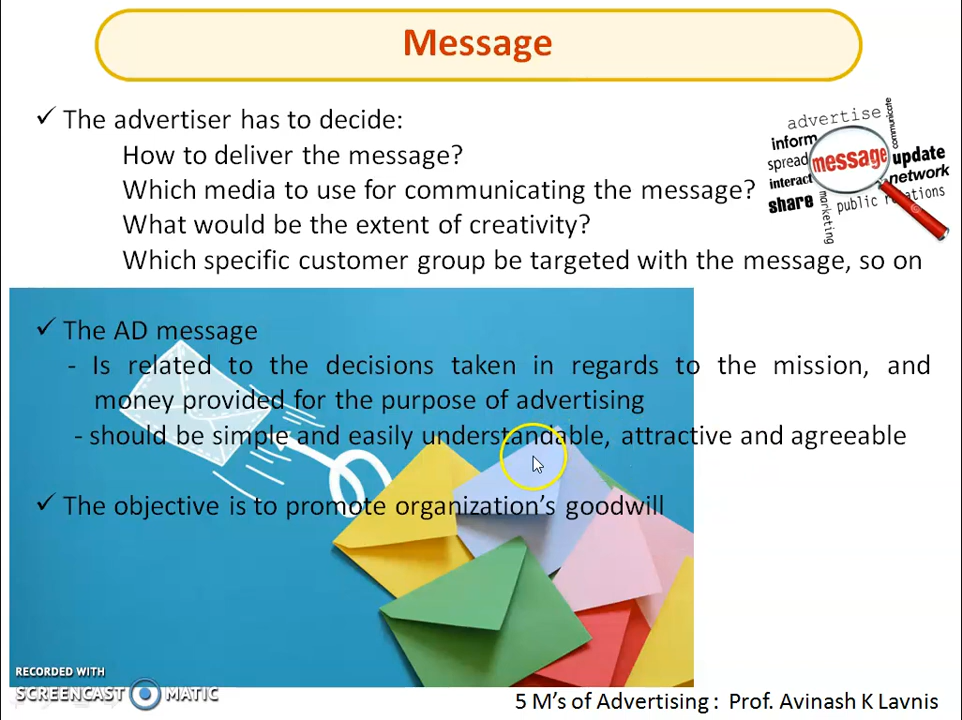 Message
✓ The advertiser has to decide:
How to deliver the message?
Which media to use for communicating the message?
What would be the extent of creativity?
Which specific customer group be targeted with the message, so on
advertise
communicate
inform
spread
message
update
interact
network
share
marketing
public relations
✓ The AD message
- Is related to the decisions taken in regards to the mission, and
money provided for the purpose of advertising
- should be simple and easily understandable, attractive and agreeable
✓ The objective is to promote organization's goodwill
RECORDED WITH
SCREENCAST MATIC
5 M's of Advertising : Prof. Avinash K Lavnis